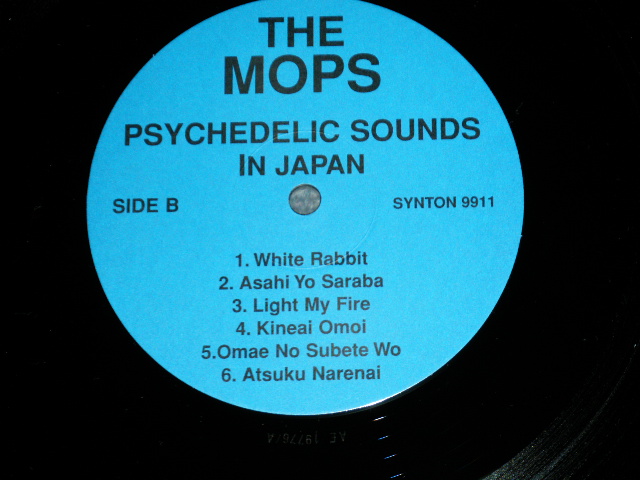 THE
MOPS
PSYCHEDELIC SOUNDS
IN JAPAN
SIDE B
SYNTON 9911
1. White Rabbit
2. Asahi Yo Saraba
3. Light My Fire
4. Kineai Omoi
5.Omae No Subete Wo
6. Atsuku Narenai